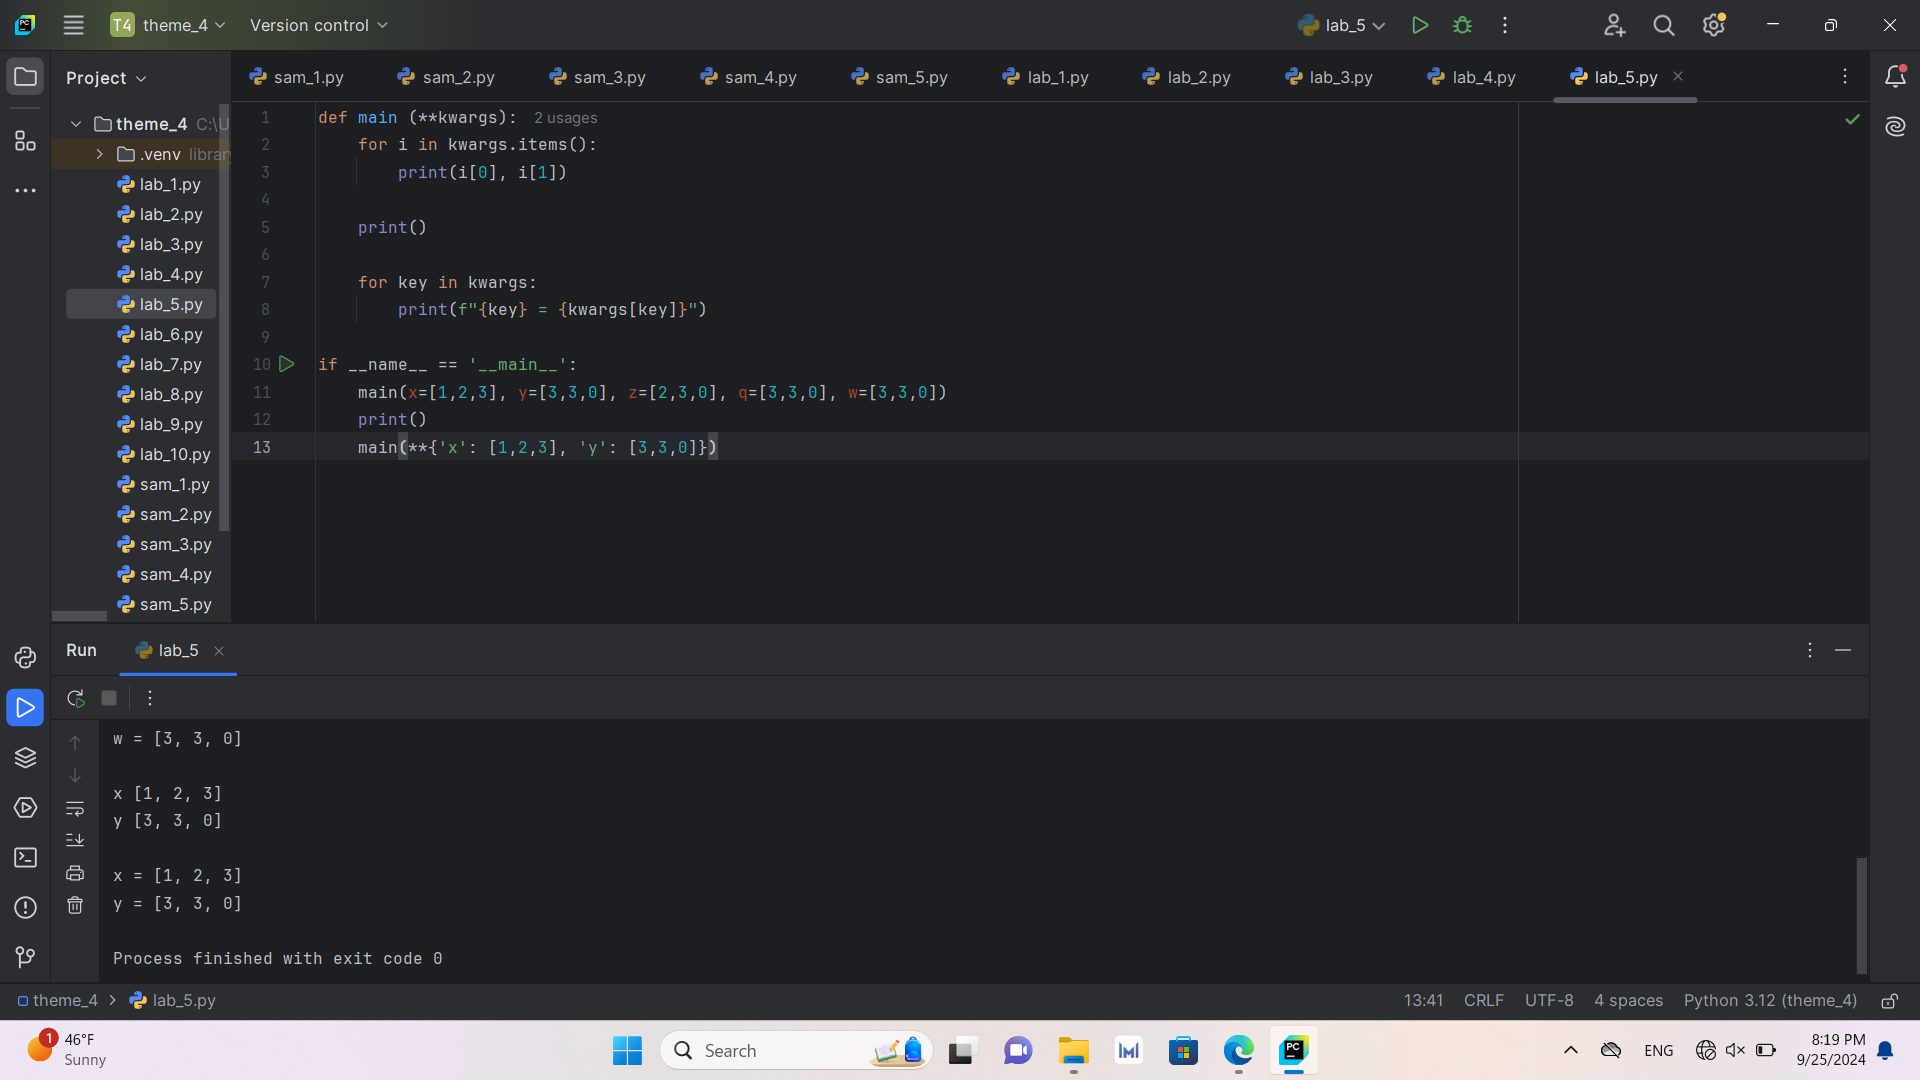 PC
T4 theme_4
Version control
lab_5
Project
sam_1.py
sam_2.py
sam_3.py
sam_4.py
sam_5.py
lab_1.py
lab_2.py
lab_3.py
lab_4.py
lab_5.py
theme_4 C:\U
.venv library
lab_1.py
lab_2.py
lab_3.py
lab_4.py
lab_5.py
lab_6.py
lab_7.py
lab_8.py
lab_9.py
lab_10.py
sam_1.py
sam_2.py
sam_3.py
sam_4.py
sam_5.py
1 def main (**kwargs): 2 usages
2 for i in kwargs.items():
3 print(i[0], i[1])
4
5 print()
6
7 for key in kwargs:
8 print(f"{key} = {kwargs[key]}")
9
10 if __name__ == '__main__':
11 main(x=[1,2,3], y=[3,3,0], z=[2,3,0], q=[3,3,0], w=[3,3,0])
12 print()
13 main(**{'x': [1,2,3], 'y': [3,3,0]})
Run
lab_5
w = [3, 3, 0]
x [1, 2, 3]
y [3, 3, 0]
x = [1, 2, 3]
y = [3, 3, 0]
Process finished with exit code 0
theme_4 > lab_5.py
13:41 CRLF UTF-8 4 spaces Python 3.12 (theme_4)
1
46°F
Sunny
Search
PC
ENG
8:19 PM
9/25/2024